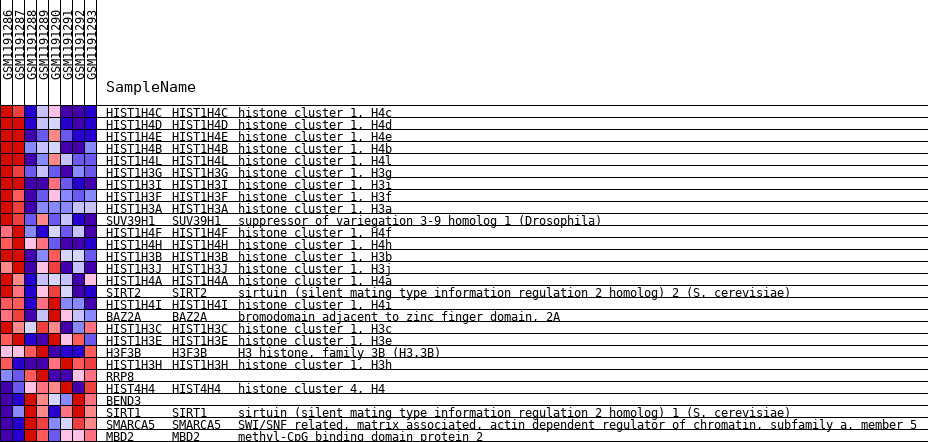 GSM1191286
GSM1191287
GSM1191288
GSM1191289
GSM1191290
GSM1191291
GSM1191292
GSM1191293
SampleName
HIST1H4C HIST1H4C histone cluster 1, H4c
HIST1H4D HIST1H4D histone cluster 1, H4d
HIST1H4E HIST1H4E histone cluster 1, H4e
HIST1H4B HIST1H4B histone cluster 1, H4b
HIST1H4L HIST1H4L histone cluster 1, H4l
HIST1H3G HIST1H3G histone cluster 1, H3g
HIST1H3I HIST1H3I histone cluster 1, H3i
HIST1H3F HIST1H3F histone cluster 1, H3f
HIST1H3A HIST1H3A histone cluster 1, H3a
SUV39H1 SUV39H1 suppressor of variegation 3-9 homolog 1 (Drosophila)
HIST1H4F HIST1H4F histone cluster 1, H4f
HIST1H4H HIST1H4H histone cluster 1, H4h
HIST1H3B HIST1H3B histone cluster 1, H3b
HIST1H3J HIST1H3J histone cluster 1, H3j
HIST1H4A HIST1H4A histone cluster 1, H4a
SIRT2 SIRT2 sirtuin (silent mating type information regulation 2 homolog) 2 (S. cerevisiae)
HIST1H4I HIST1H4I histone cluster 1, H4i
BAZ2A BAZ2A bromodomain adjacent to zinc finger domain, 2A
HIST1H3C HIST1H3C histone cluster 1, H3c
HIST1H3E HIST1H3E histone cluster 1, H3e
H3F3B H3F3B H3 histone, family 3B (H3.3B)
HIST1H3H HIST1H3H histone cluster 1, H3h
RRP8
HIST4H4 HIST4H4 histone cluster 4, H4
BEND3
SIRT1 SIRT1 sirtuin (silent mating type information regulation 2 homolog) 1 (S. cerevisiae)
SMARCA5 SMARCA5 SWI/SNF related, matrix associated, actin dependent regulator of chromatin, subfamily a, member 5
MBD2 MBD2 methyl-CpG binding domain protein 2